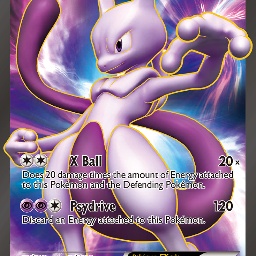 X Ball 20x
Does 20 damage times the amount of Energy attached
to this Pokémon and the Defending Pokémon.
Psydrive 120
Discard an Energy attached to this Pokémon.